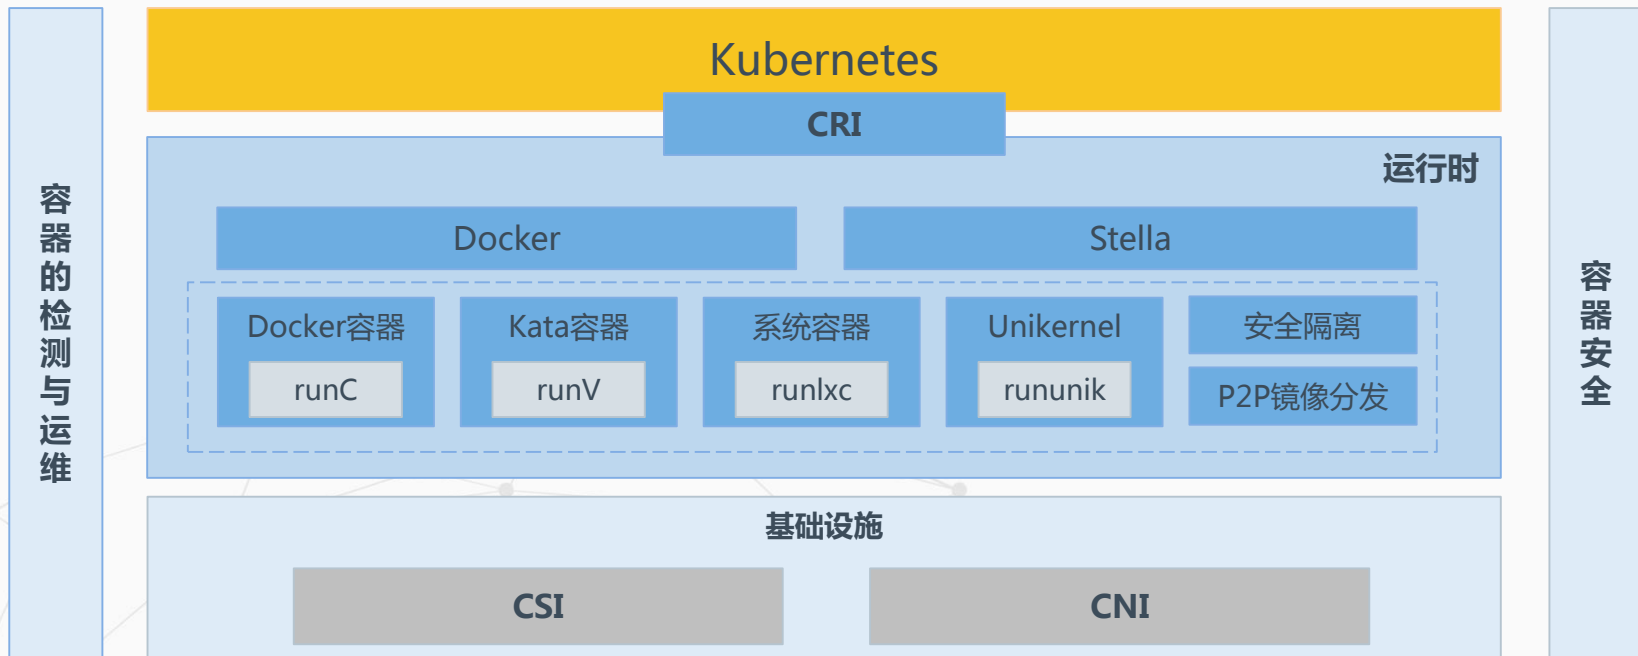 Kubernetes
CRI
容器的检测与运维
运行时
Docker
Stella
Docker容器
Kata容器
系统容器
Unikernel
安全隔离
runC
runV
runlxc
rununik
P2P镜像分发
容器安全
基础设施
CSI
CNI